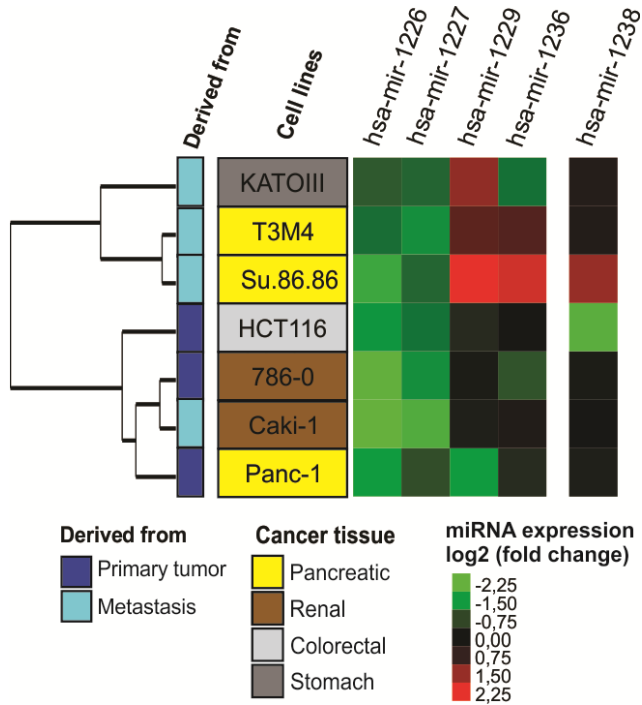 Derived from
Cell lines
hsa-mir-1226
hsa-mir-1227
hsa-mir-1229
hsa-mir-1236
hsa-mir-1238
KATOIII
T3M4
Su.86.86
HCT116
786-0
Caki-1
Panc-1
Derived from
Primary tumor
Metastasis
Cancer tissue
Pancreatic
Renal
Colorectal
Stomach
miRNA expression
log2 (fold change)
-2,25
-1,50
-0,75
0,00
0,75
1,50
2,25